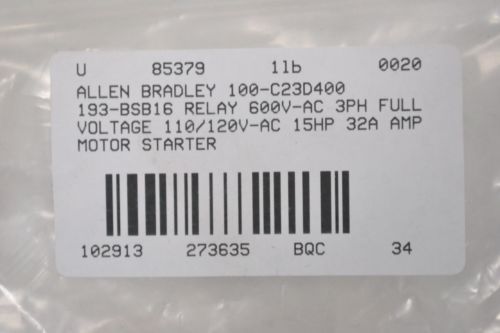 U 85379 1lb 0020
ALLEN BRADLEY 100-C23D400
193-BSB16 RELAY 600V-AC 3PH FULL
VOLTAGE 110/120V-AC 15HP 32A AMP
MOTOR STARTER
102913 273635 BQC 34